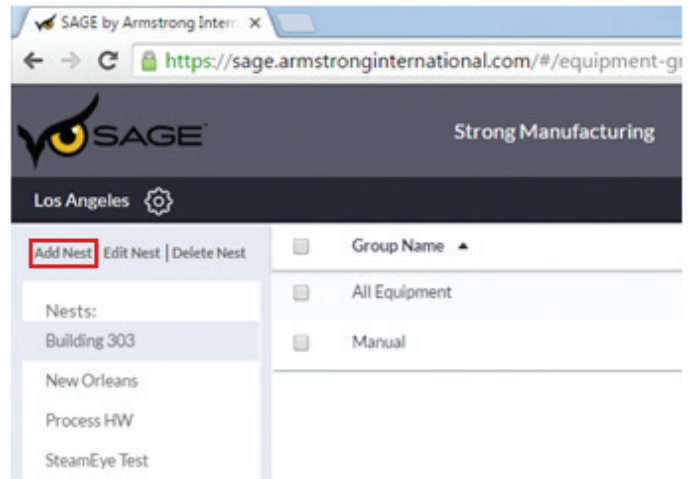 SAGE by Armstrong Intern
https://sage.armstronginternational.com/#/equipment-gr
SAGE
Strong Manufacturing
Los Angeles
Add Nest Edit Nest | Delete Nest
Group Name
Nests:
All Equipment
Building 303
Manual
New Orleans
Process HW
SteamEye Test